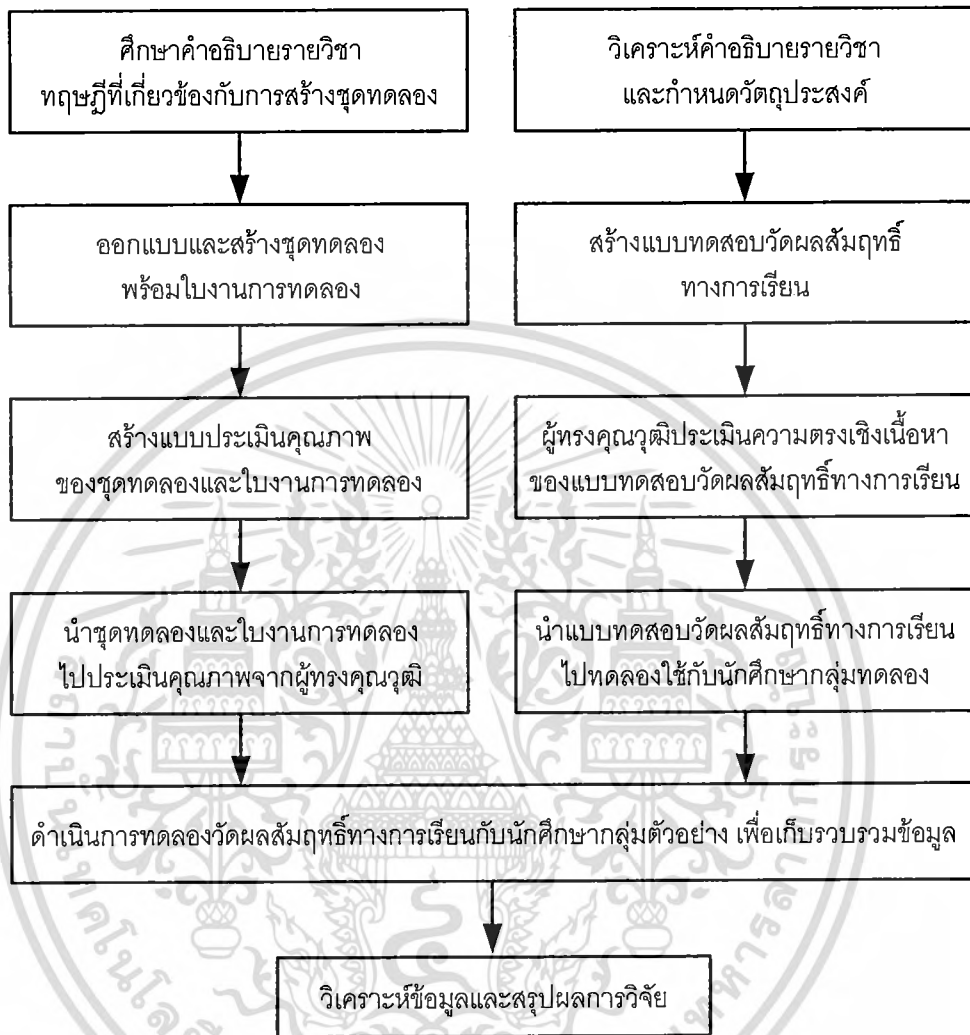 ศึกษาคำอธิบายรายวิชา
ทฤษฎีที่เกี่ยวข้องกับการสร้างชุดทดลอง
วิเคราะห์คำอธิบายรายวิชา
และกำหนดวัตถุประสงค์
ออกแบบและสร้างชุดทดลอง
พร้อมใบงานการทดลอง
สร้างแบบทดสอบวัดผลสัมฤทธิ์
ทางการเรียน
สร้างแบบประเมินคุณภาพ
ของชุดทดลองและใบงานการทดลอง
ผู้ทรงคุณวุฒิประเมินความตรงเชิงเนื้อหา
ของแบบทดสอบวัดผลสัมฤทธิ์ทางการเรียน
นำชุดทดลองและใบงานการทดลอง
ไปประเมินคุณภาพจากผู้ทรงคุณวุฒิ
นำแบบทดสอบวัดผลสัมฤทธิ์ทางการเรียน
ไปทดลองใช้กับนักศึกษากลุ่มทดลอง
ดำเนินการทดลองวัดผลสัมฤทธิ์ทางการเรียนกับนักศึกษากลุ่มตัวอย่าง เพื่อเก็บรวบรวมข้อมูล
วิเคราะห์ข้อมูลและสรุปผลการวิจัย